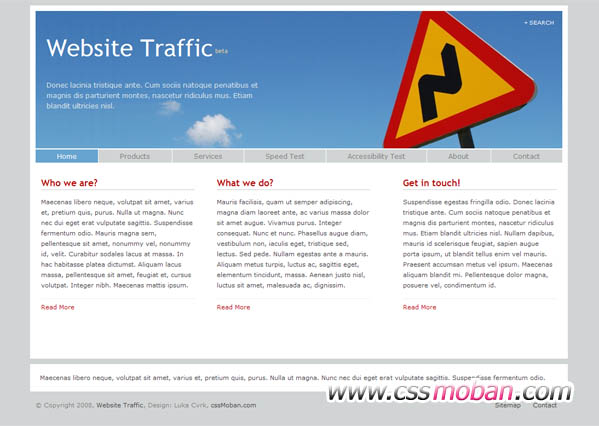 + SEARCH
Website Traffic beta
Donec lacinia tristique ante. Cum sociis natoque penatibus et
magnis dis parturient montes, nascetur ridiculus mus. Etiam
blandit ultricies nisl.
Home Products Services Speed Test Accessibility Test About Contact
Who we are?
Maecenas libero neque, volutpat sit amet, varius
et, pretium quis, purus. Nulla ut magna. Nunc
nec dui eget erat vulputate sagittis. Suspendisse
fermentum odio. Mauris magna sem,
pellentesque sit amet, nonummy vel, nonummy
id, velit. Curabitur sodales lacus at massa. In
hac habitasse platea dictumst. Aliquam lacus
massa, pellentesque sit amet, feugiat et, cursus
volutpat. Integer nibh. Maecenas mattis ipsum.
Read More
What we do?
Mauris facilisis, quam ut semper adipiscing,
magna diam laoreet ante, ac varius massa dolor
sit amet augue. Vivamus purus. Integer
consequat. Nunc et nunc. Phasellus augue diam,
vestibulum non, iaculis eget, tristique sed,
lectus. Sed pede. Nullam egestas ante a mauris.
Aliquam metus turpis, luctus ac, sagittis eget,
elementum tincidunt, massa. Aenean justo nisl,
luctus sit amet, malesuada ac, dignissim.
Read More
Get in touch!
Suspendisse egestas fringilla odio. Donec lacinia
tristique ante. Cum sociis natoque penatibus et
magnis dis parturient montes, nascetur ridiculus
mus. Etiam blandit ultricies nisl. Nullam dapibus,
mauris id scelerisque feugiat, sapien augue
porta ipsum, ut blandit tellus enim vel mauris.
Praesent accumsan metus vel ipsum. Maecenas
aliquam blandit mi. Pellentesque dolor magna,
posuere vel, condimentum id.
Read More
Maecenas libero neque, volutpat sit amet, varius et, pretium quis, purus. Nulla ut magna. Nunc nec dui eget erat vulputate sagittis. Suspendisse fermentum odio.
www.cssmoban.com
© Copyright 2008, Website Traffic, Design: Luke Cvrk, cssMoban.com
Sitemap Contact